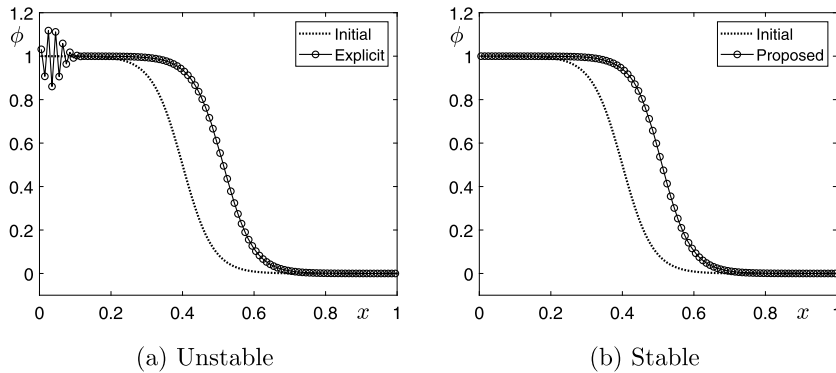 1.2
ϕ
1
0.8
0.6
0.4
0.2
0
0 0.2 0.4 0.6 0.8 x 1
Initial
Explicit
(a) Unstable
1.2
ϕ
1
0.8
0.6
0.4
0.2
0
0 0.2 0.4 0.6 0.8 x 1
Initial
Proposed
(b) Stable